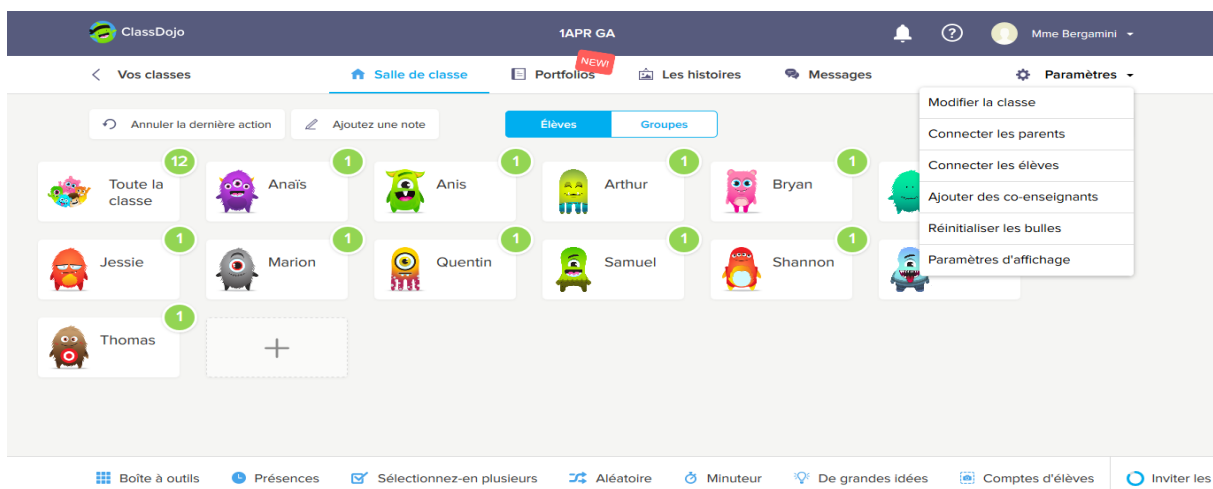 ClassDojo
1APR GA
Mme Bergamini
Vos classes
Salle de classe
Portfolios
NEW!
Les histoires
Messages
Paramètres
Modifier la classe
Connecter les parents
Connecter les élèves
Ajouter des co-enseignants
Réinitialiser les bulles
Paramètres d'affichage
Annuler la dernière action
Ajoutez une note
Élèves
Groupes
12
Toute la
classe
1
Anaïs
1
Anis
1
Arthur
1
Bryan
1
Jessie
1
Marion
1
Quentin
1
Samuel
1
Shannon
1
Thomas
Boîte à outils
Présences
Sélectionnez-en plusieurs
Aléatoire
Minuteur
De grandes idées
Comptes d'élèves
Inviter les